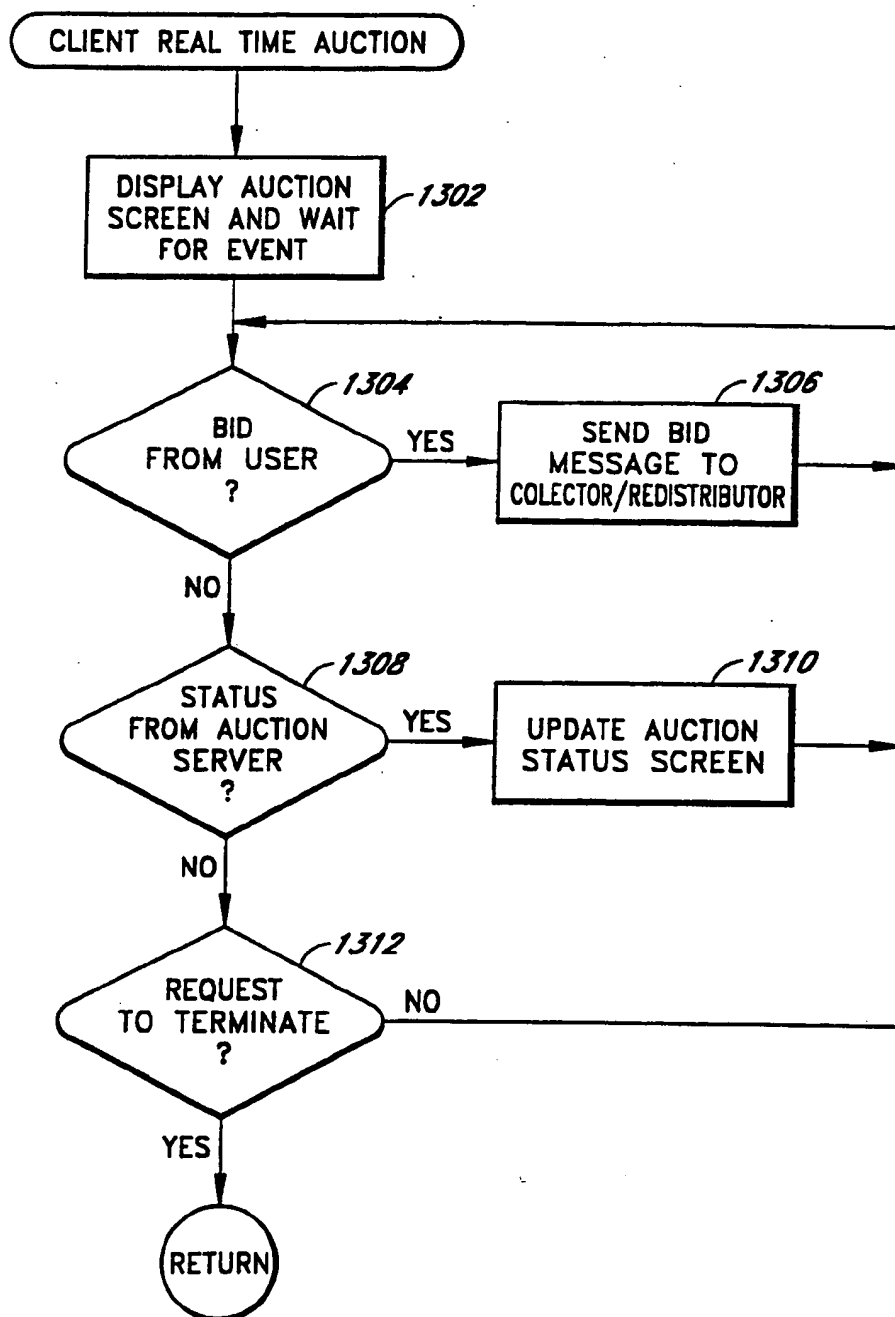 CLIENT REAL TIME AUCTION
DISPLAY AUCTION
SCREEN AND WAIT
FOR EVENT
1302
BID
FROM USER
?
1304
YES
SEND BID
MESSAGE TO
COLECTOR/REDISTRIBUTOR
1306
NO
STATUS
FROM AUCTION
SERVER
?
1308
YES
UPDATE AUCTION
STATUS SCREEN
1310
NO
REQUEST
TO TERMINATE
?
1312
NO
YES
RETURN